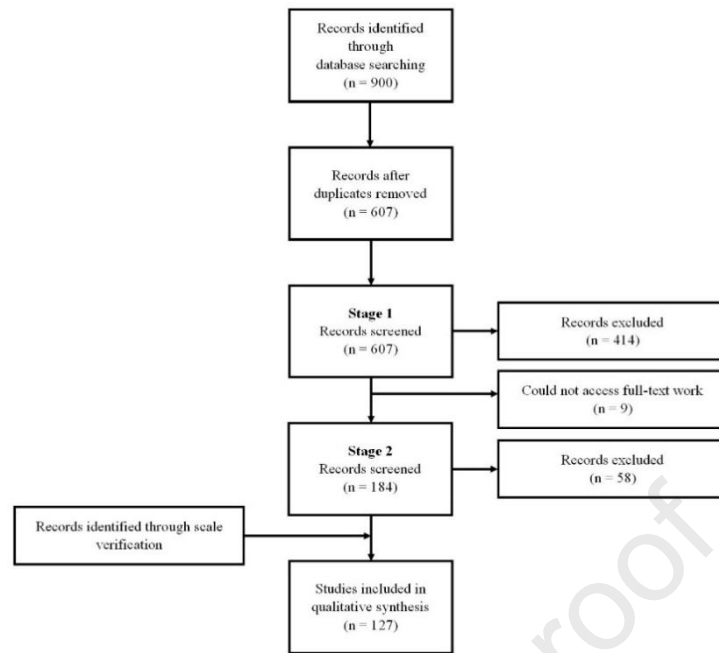 Records identified
through
database searching
(n = 900)
Records after
duplicates removed
(n = 607)
Stage 1
Records screened
(n = 607)
Records excluded
(n = 414)
Could not access full-text work
(n = 9)
Stage 2
Records screened
(n = 184)
Records excluded
(n = 58)
Records identified through scale
verification
Studies included in
qualitative synthesis
(n = 127)
roof